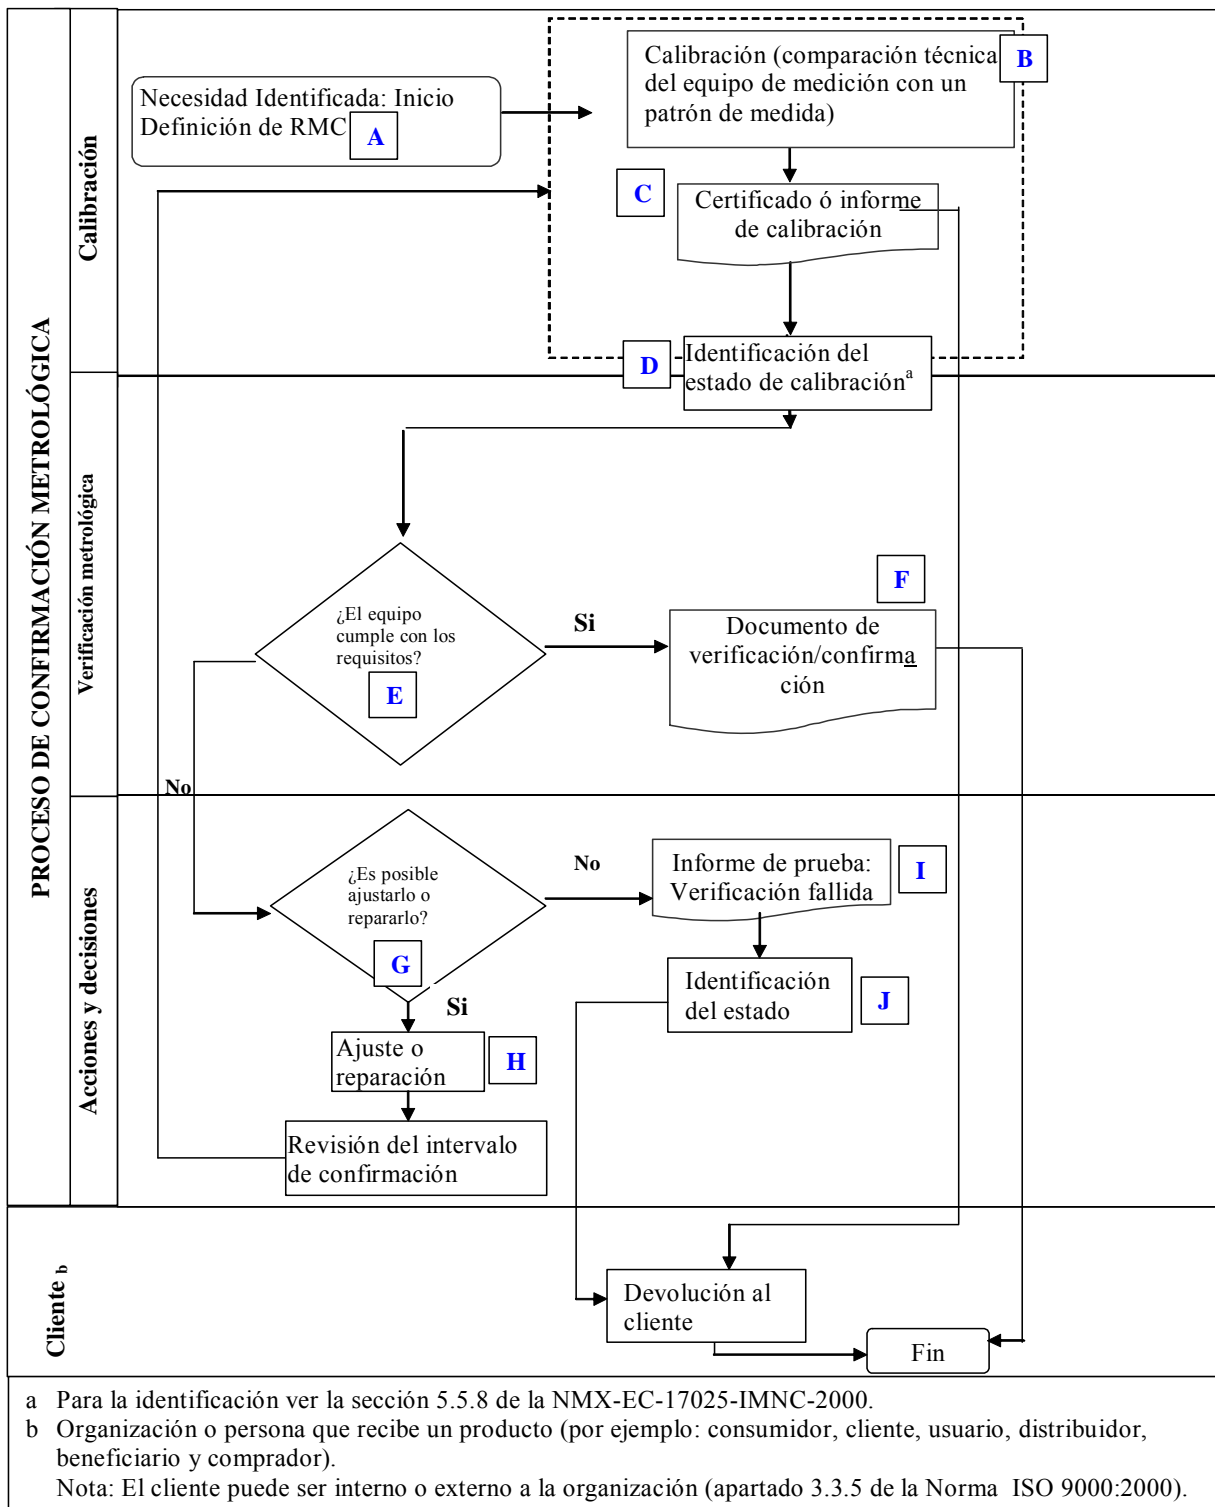 PROCESO DE CONFIRMACIÓN METROLÓGICA
Calibración
Necesidad Identificada: Inicio
Definición de RMC
A
Calibración (comparación técnica
del equipo de medición con un
patrón de medida)
B
C
Certificado ó informe
de calibración
D
Identificación del
estado de calibraciónᵃ
Verificación metrológica
¿El equipo
cumple con los
requisitos?
E
Si
F
Documento de
verificación/confirma
ción
No
Acciones y decisiones
¿Es posible
ajustarlo o
repararlo?
G
No
Informe de prueba:
Verificación fallida
I
Identificación
del estado
J
Si
Ajuste o
reparación
H
Revisión del intervalo
de confirmación
Cliente b
Devolución al
cliente
Fin
a Para la identificación ver la sección 5.5.8 de la NMX-EC-17025-IMNC-2000.
b Organización o persona que recibe un producto (por ejemplo: consumidor, cliente, usuario, distribuidor,
beneficiario y comprador).
Nota: El cliente puede ser interno o externo a la organización (apartado 3.3.5 de la Norma ISO 9000:2000).